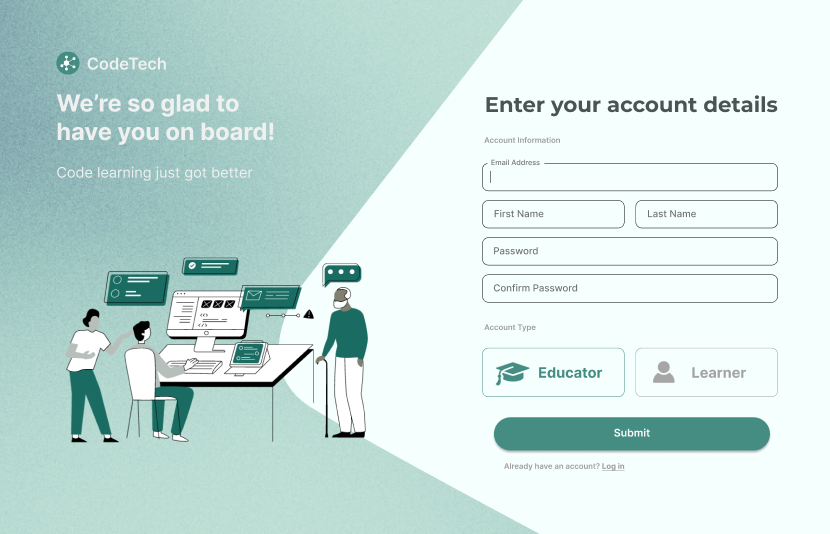 CodeTech
We're so glad to
have you on board!
Code learning just got better
Enter your account details
Account Information
Email Address
First Name
Last Name
Password
Confirm Password
Account Type
Educator
Learner
Submit
Already have an account? Log in